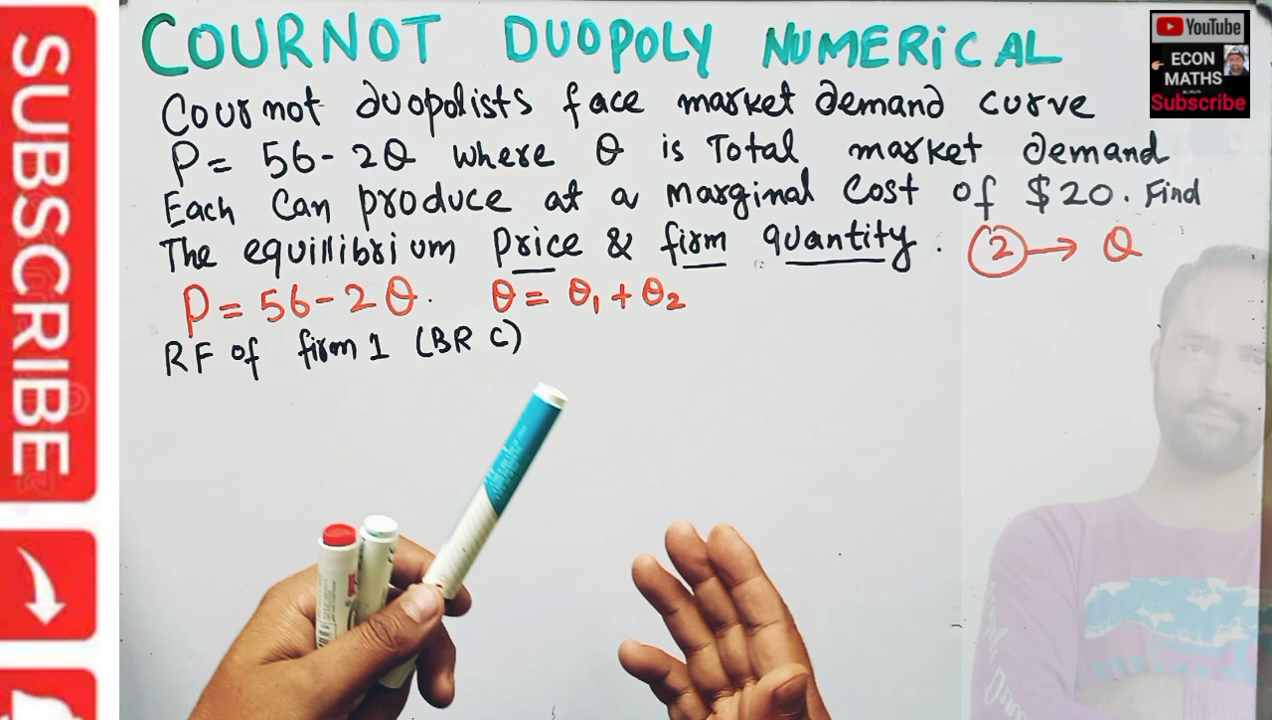 COURNOT DUOPOLY NUMERICAL
Cournot duopolists face market demand curve
P = 56 - 2Q where Q is Total market demand
Each can produce at a marginal cost of $20. Find
The equillibrium price & firm quantity. 2 → Q
P = 56 - 2Q. Q = Q1 + Q2
RF of firm 1 (BR C)
SUBSCRIBE
YouTube
ECON
MATHS
Subscribe